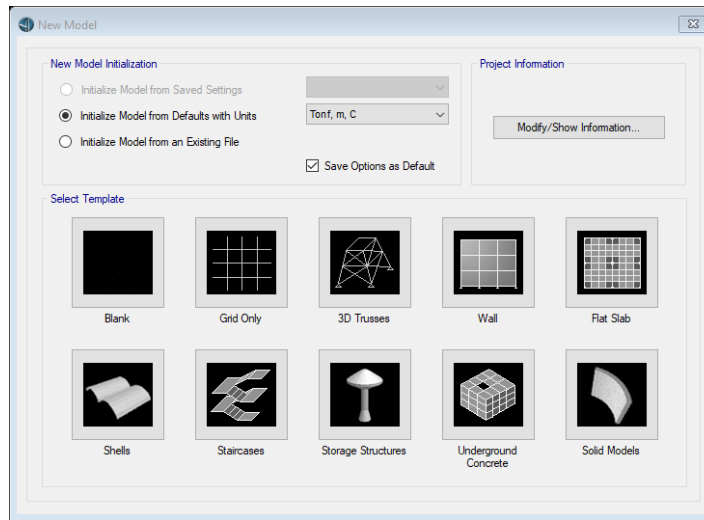 New Model
New Model Initialization
Initialize Model from Saved Settings
Initialize Model from Defaults with Units
Tonf, m, C
Initialize Model from an Existing File
Save Options as Default
Project Information
Modify/Show Information...
Select Template
Blank
Grid Only
3D Trusses
Wall
Flat Slab
Shells
Staircases
Storage Structures
Underground
Concrete
Solid Models